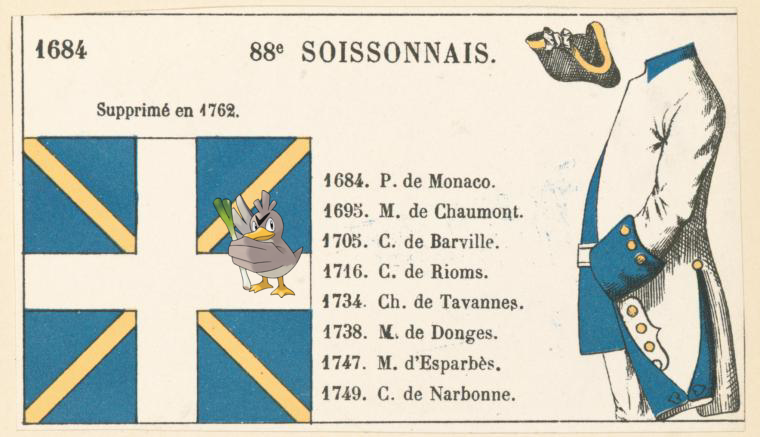 1684
88e SOISSONNAIS.
Supprimé en 1762.
1684. P. de Monaco.
1695. M. de Chaumont.
1705. C. de Barville.
1716. C. de Rioms.
1734. Ch. de Tavannes.
1738. M. de Donges.
1747. M. d'Esparbès.
1749. C. de Narbonne.